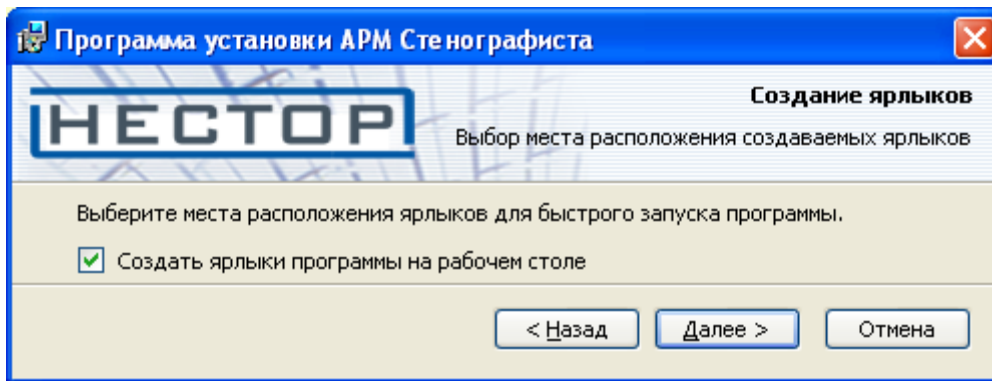 Программа установки АРМ Стенографиста
НЕСТОР
Создание ярлыков
Выбор места расположения создаваемых ярлыков
Выберите места расположения ярлыков для быстрого запуска программы.
Создать ярлыки программы на рабочем столе
< Назад
Далее >
Отмена